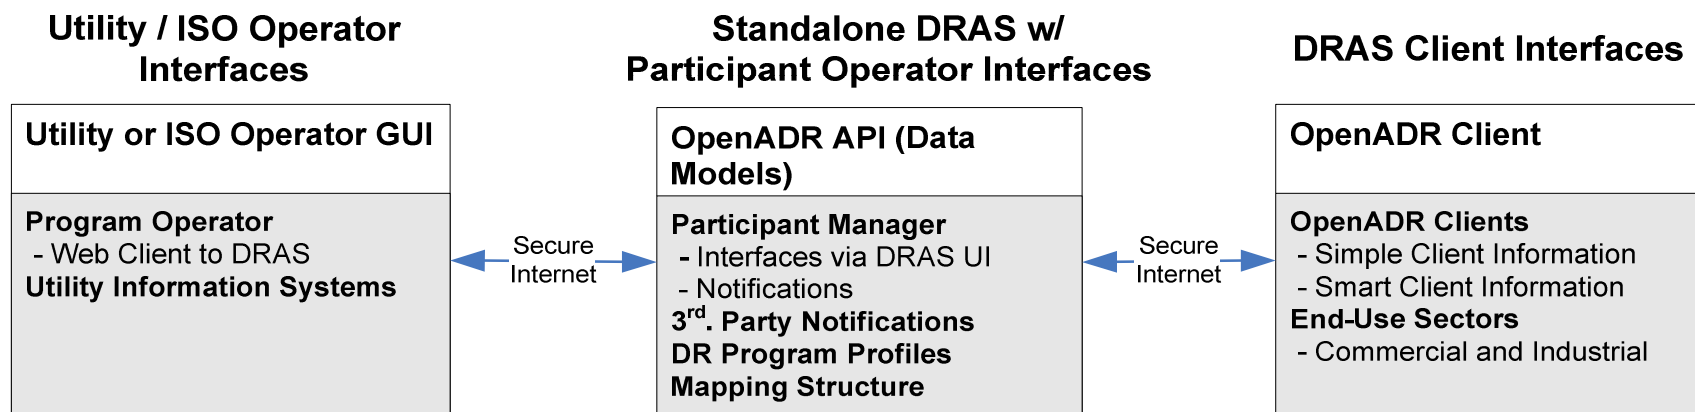 Utility / ISO Operator
Interfaces
Utility or ISO Operator GUI
Program Operator
- Web Client to DRAS
Utility Information Systems
Secure
Internet
Standalone DRAS w/
Participant Operator Interfaces
OpenADR API (Data
Models)
Participant Manager
- Interfaces via DRAS UI
- Notifications
3rd. Party Notifications
DR Program Profiles
Mapping Structure
Secure
Internet
DRAS Client Interfaces
OpenADR Client
OpenADR Clients
- Simple Client Information
- Smart Client Information
End-Use Sectors
- Commercial and Industrial